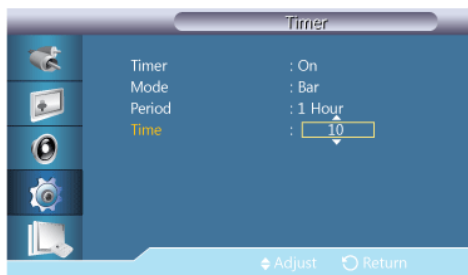 Timer
Timer : On
Mode : Bar
Period : 1 Hour
Time : 10
Adjust Return